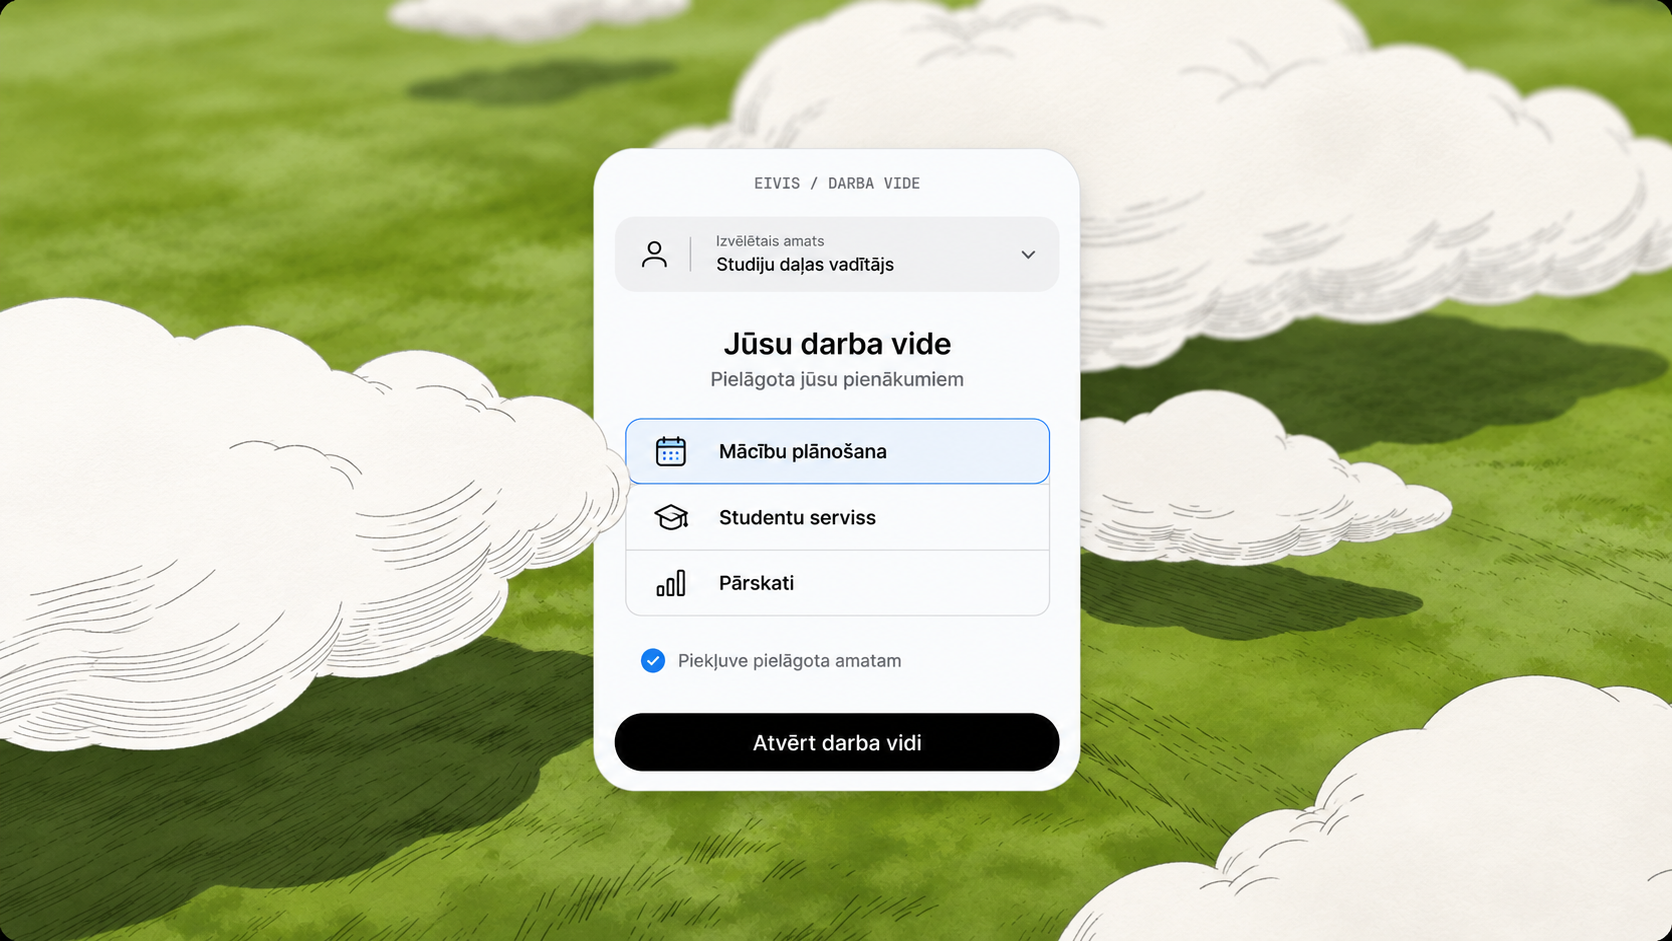 EIVIS / DARBA VIDE
Izvēlētais amats
Studiju daļas vadītājs
Jūsu darba vide
Pielāgota jūsu pienākumiem
Mācību plānošana
Studentu serviss
Pārskati
Piekļuve pielāgota amatam
Atvērt darba vidi